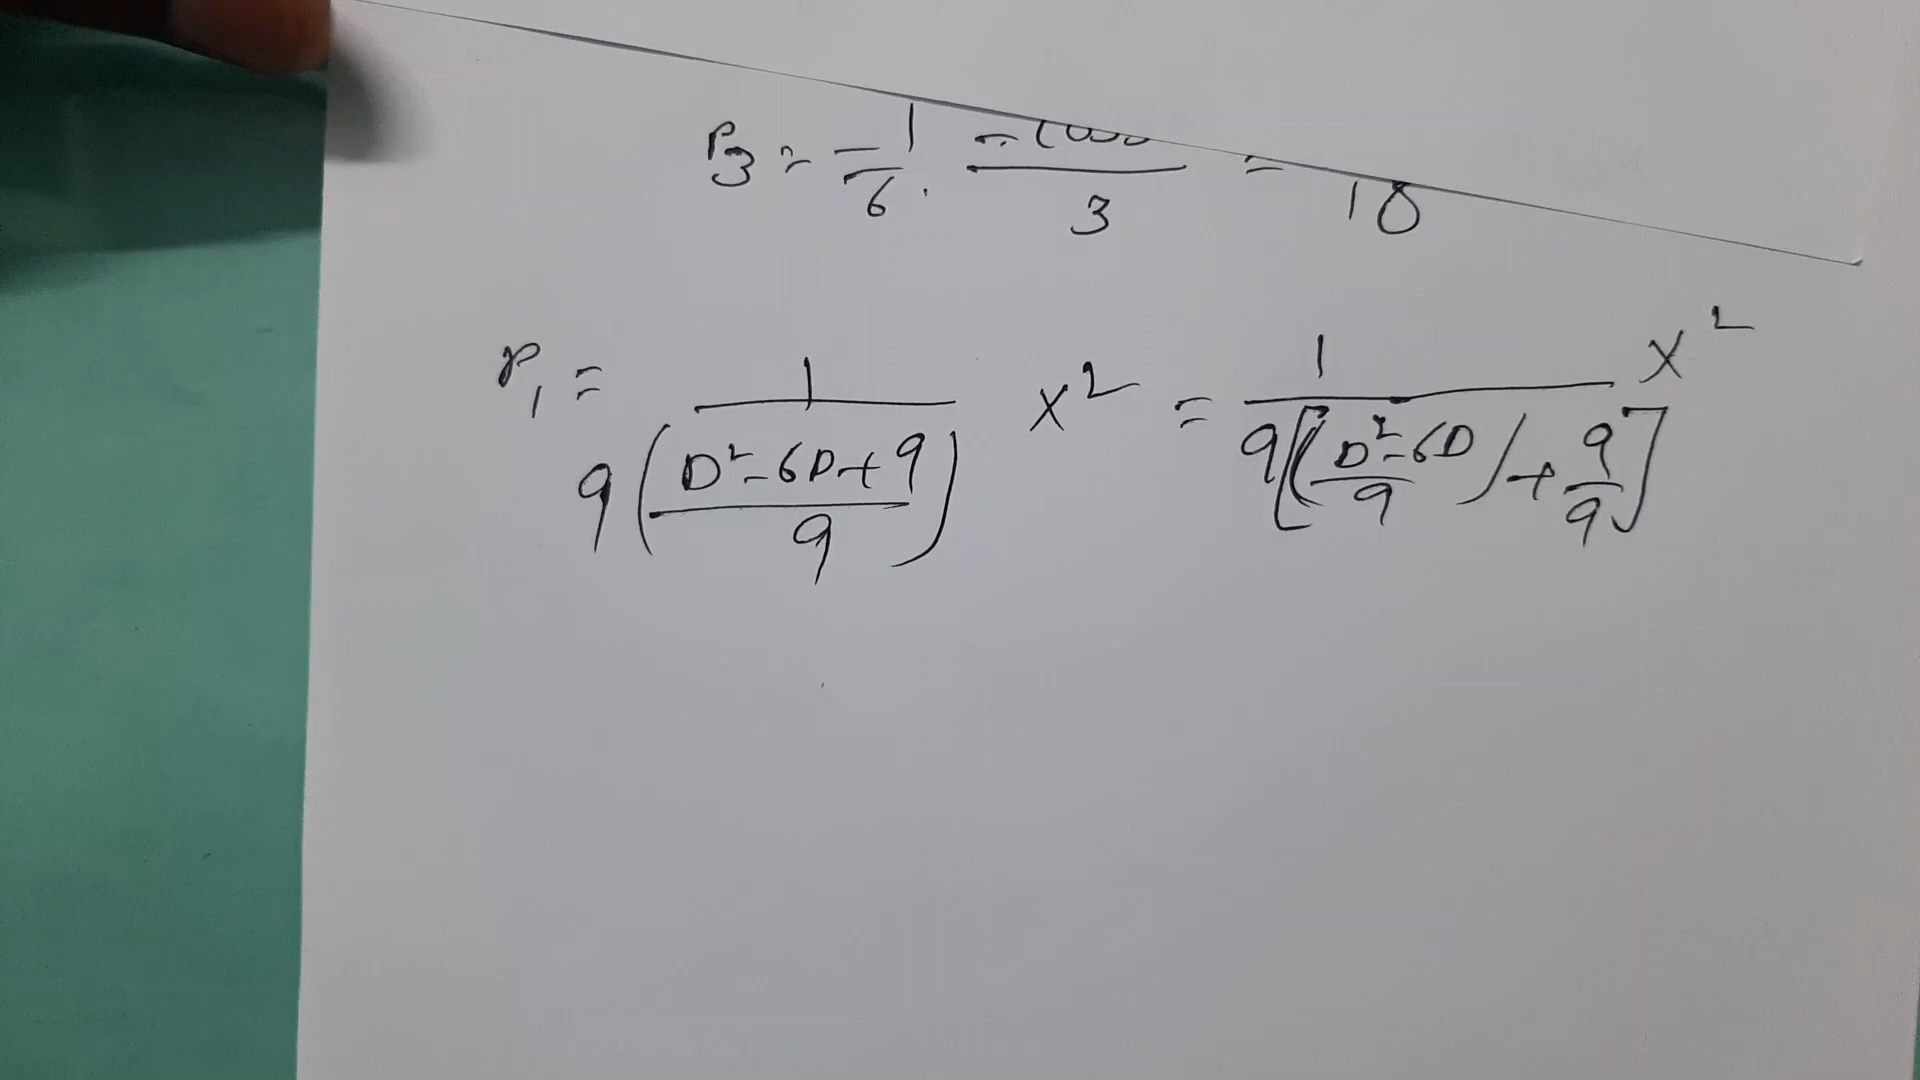 P3 = -1/6 . /3 = /18
P1 = 1/(9((D²-6D+9)/9)) x² = 1/(9[((D²-6D)/9)+9/9]) x²